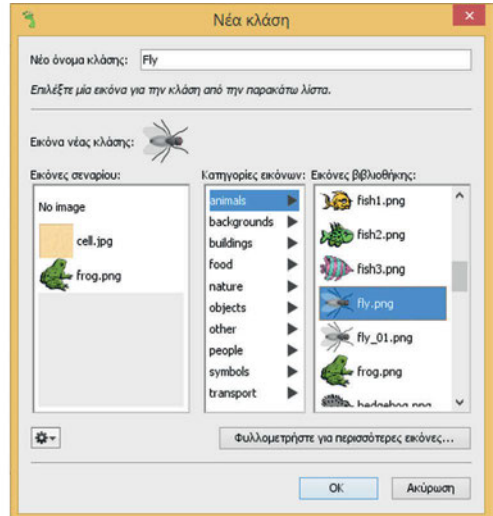 Νέα κλάση
Νέο όνομα κλάσης: Fly
Επιλέξτε μία εικόνα για την κλάση από την παρακάτω λίστα.
Εικόνα νέας κλάσης:
Εικόνες σεναρίου:
No image
cell.jpg
frog.png
Κατηγορίες εικόνων:
animals
backgrounds
buildings
food
nature
objects
other
people
symbols
transport
Εικόνες βιβλιοθήκης:
fish1.png
fish2.png
fish3.png
fly.png
fly_01.png
frog.png
hedgehog.png
Φυλλομετρήστε για περισσότερες εικόνες...
OK Ακύρωση